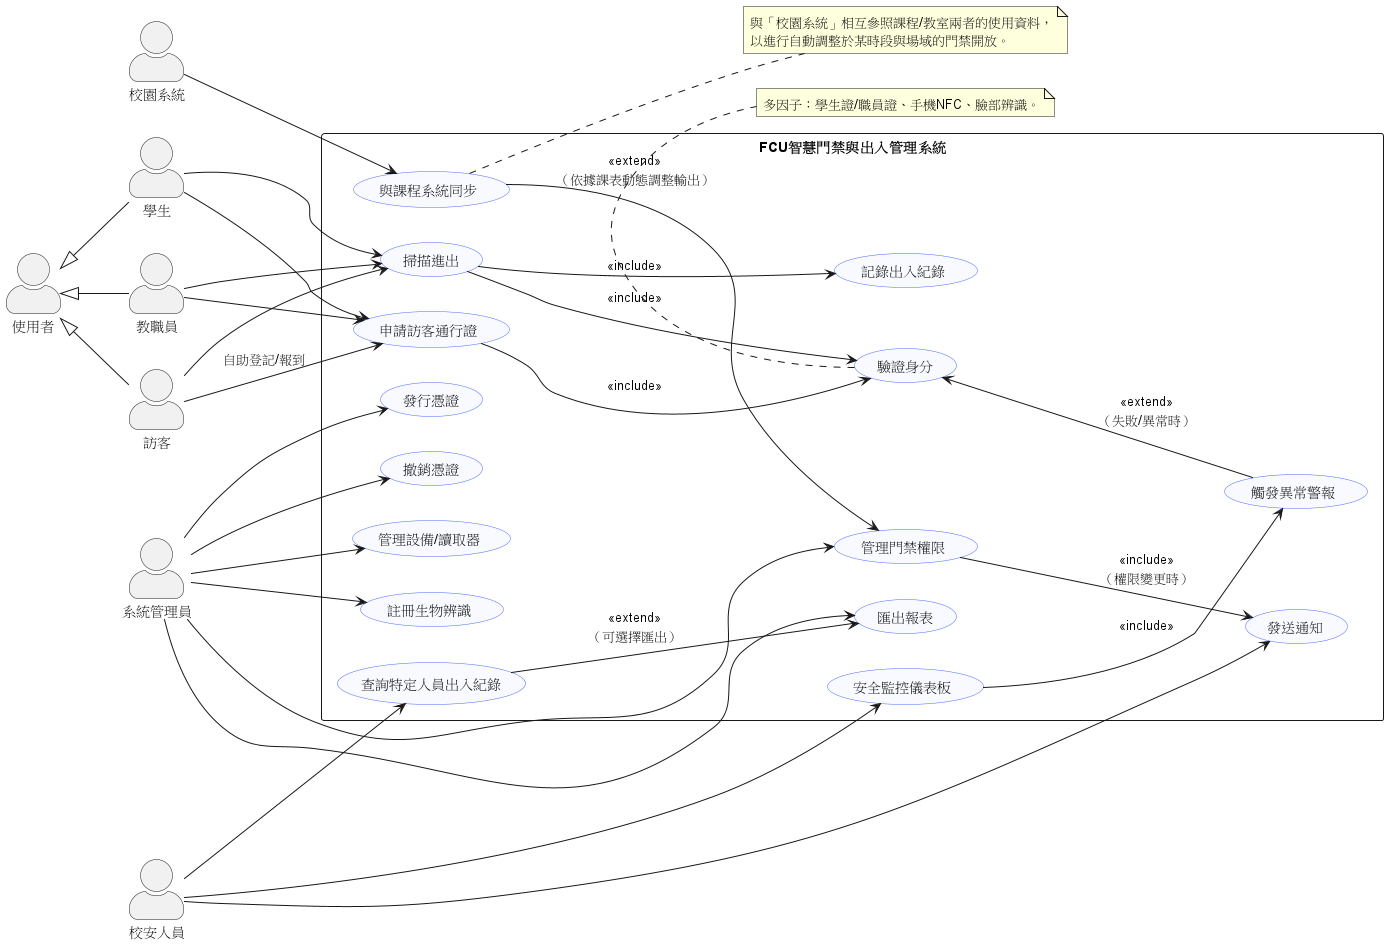 與「校園系統」相互參照課程/教室兩者的使用資料，
以進行自動調整於某時段與場域的門禁開放。
校園系統
多因子：學生證/職員證、手機NFC、臉部辨識。
FCU智慧門禁與出入管理系統
«extend»
（依據課表動態調整輸出）
與課程系統同步
學生
掃描進出
«include»
記錄出入紀錄
«include»
使用者
教職員
申請訪客通行證
自助登記/報到
驗證身分
«include»
發行憑證
«extend»
（失敗/異常時）
訪客
撤銷憑證
觸發異常警報
管理設備/讀取器
管理門禁權限
«include»
（權限變更時）
系統管理員
註冊生物辨識
«extend»
（可選擇匯出）
匯出報表
«include»
發送通知
查詢特定人員出入紀錄
安全監控儀表板
校安人員